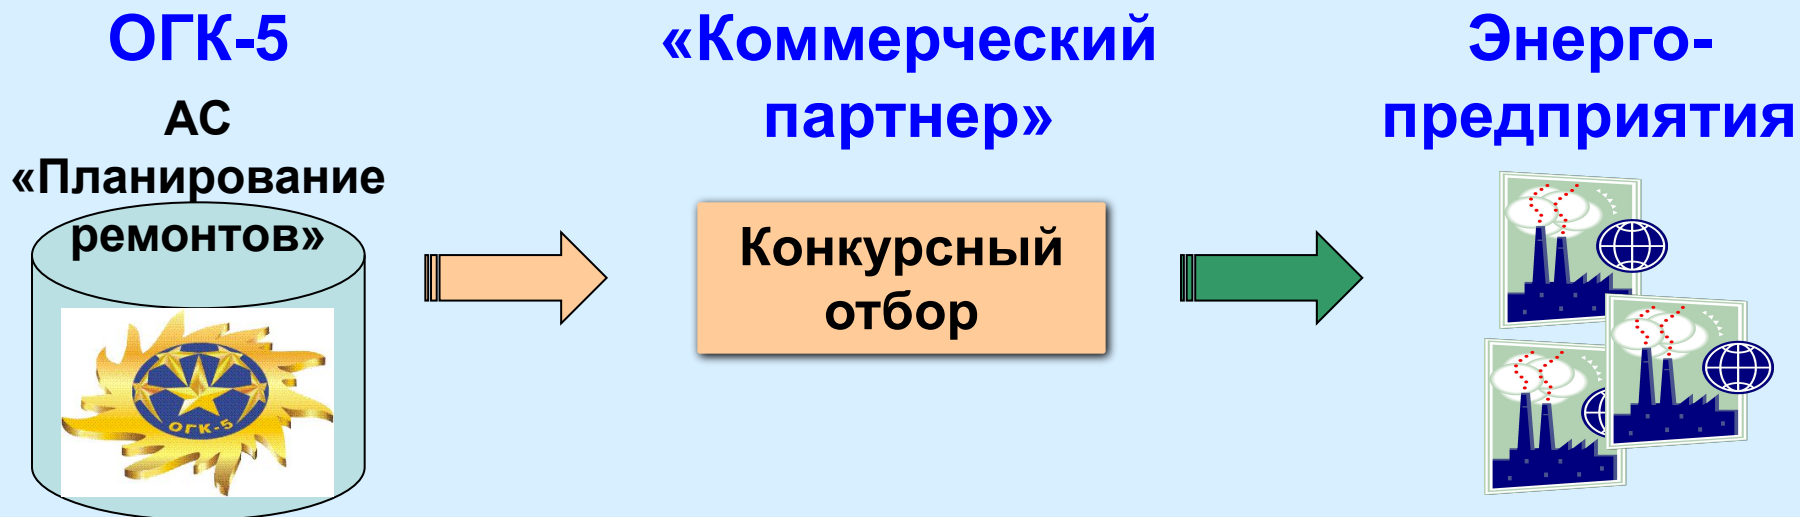 ОГК-5
АС
«Планирование
ремонтов»
ОГК-5
«Коммерческий
партнер»
Конкурсный
отбор
Энерго-
предприятия